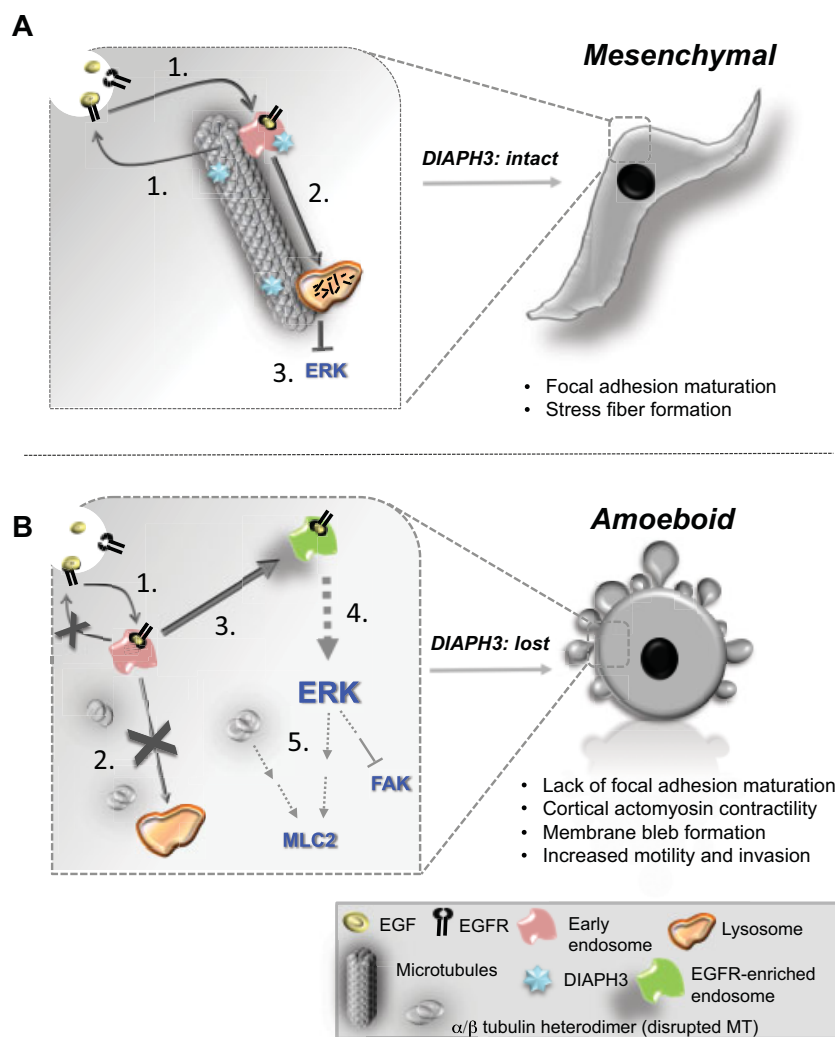 A
Mesenchymal
1.
1.
2.
DIAPH3: intact
3. ERK
• Focal adhesion maturation
• Stress fiber formation
B
Amoeboid
1.
3.
4.
DIAPH3: lost
ERK
2.
5.
FAK
MLC2
• Lack of focal adhesion maturation
• Cortical actomyosin contractility
• Membrane bleb formation
• Increased motility and invasion
EGF
EGFR
Early
endosome
Lysosome
Microtubules
DIAPH3
EGFR-enriched
endosome
α/β tubulin heterodimer (disrupted MT)